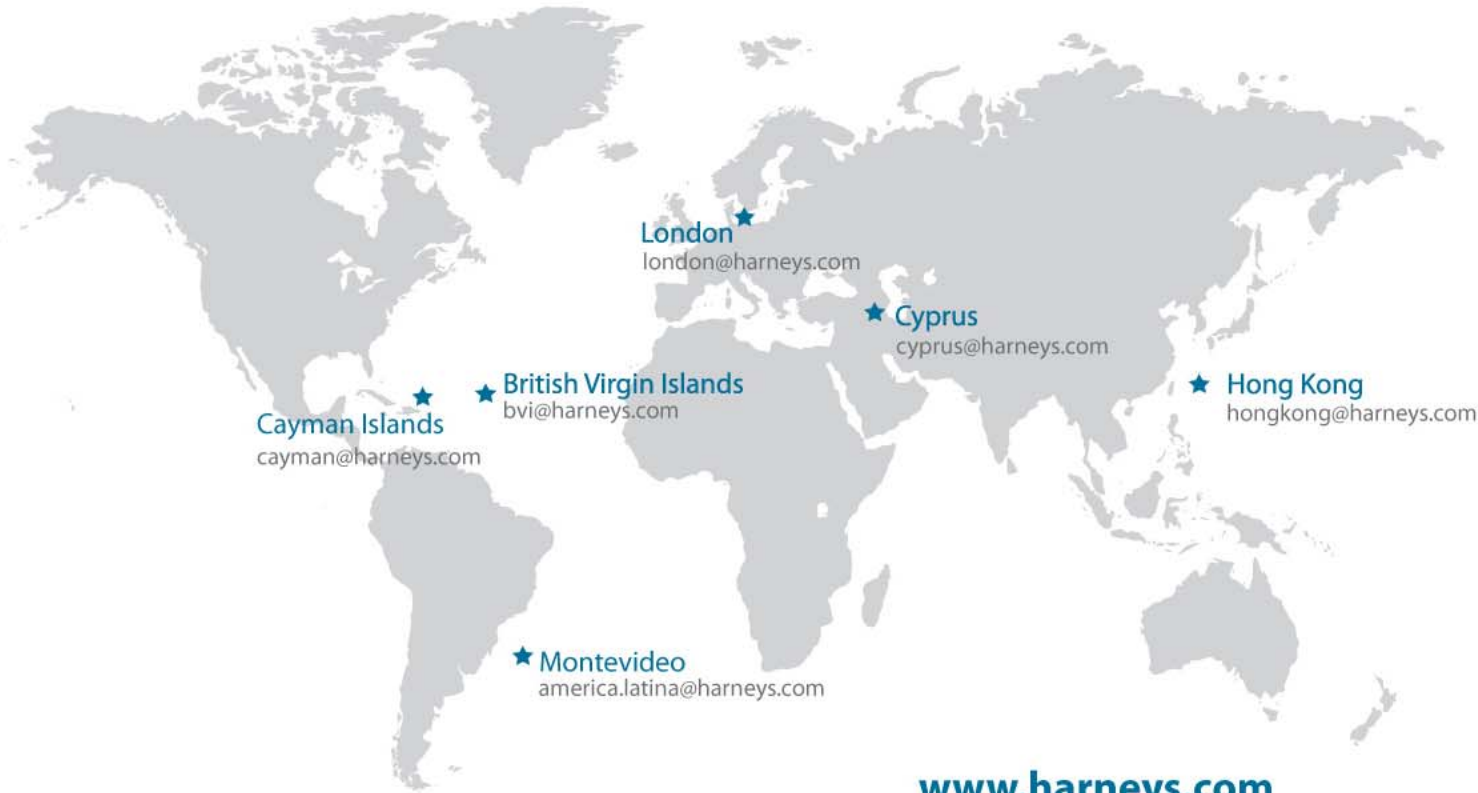 London
london@harneys.com
Cyprus
cyprus@harneys.com
British Virgin Islands
bvi@harneys.com
Hong Kong
hongkong@harneys.com
Cayman Islands
cayman@harneys.com
Montevideo
america.latina@harneys.com
www.harneys.com